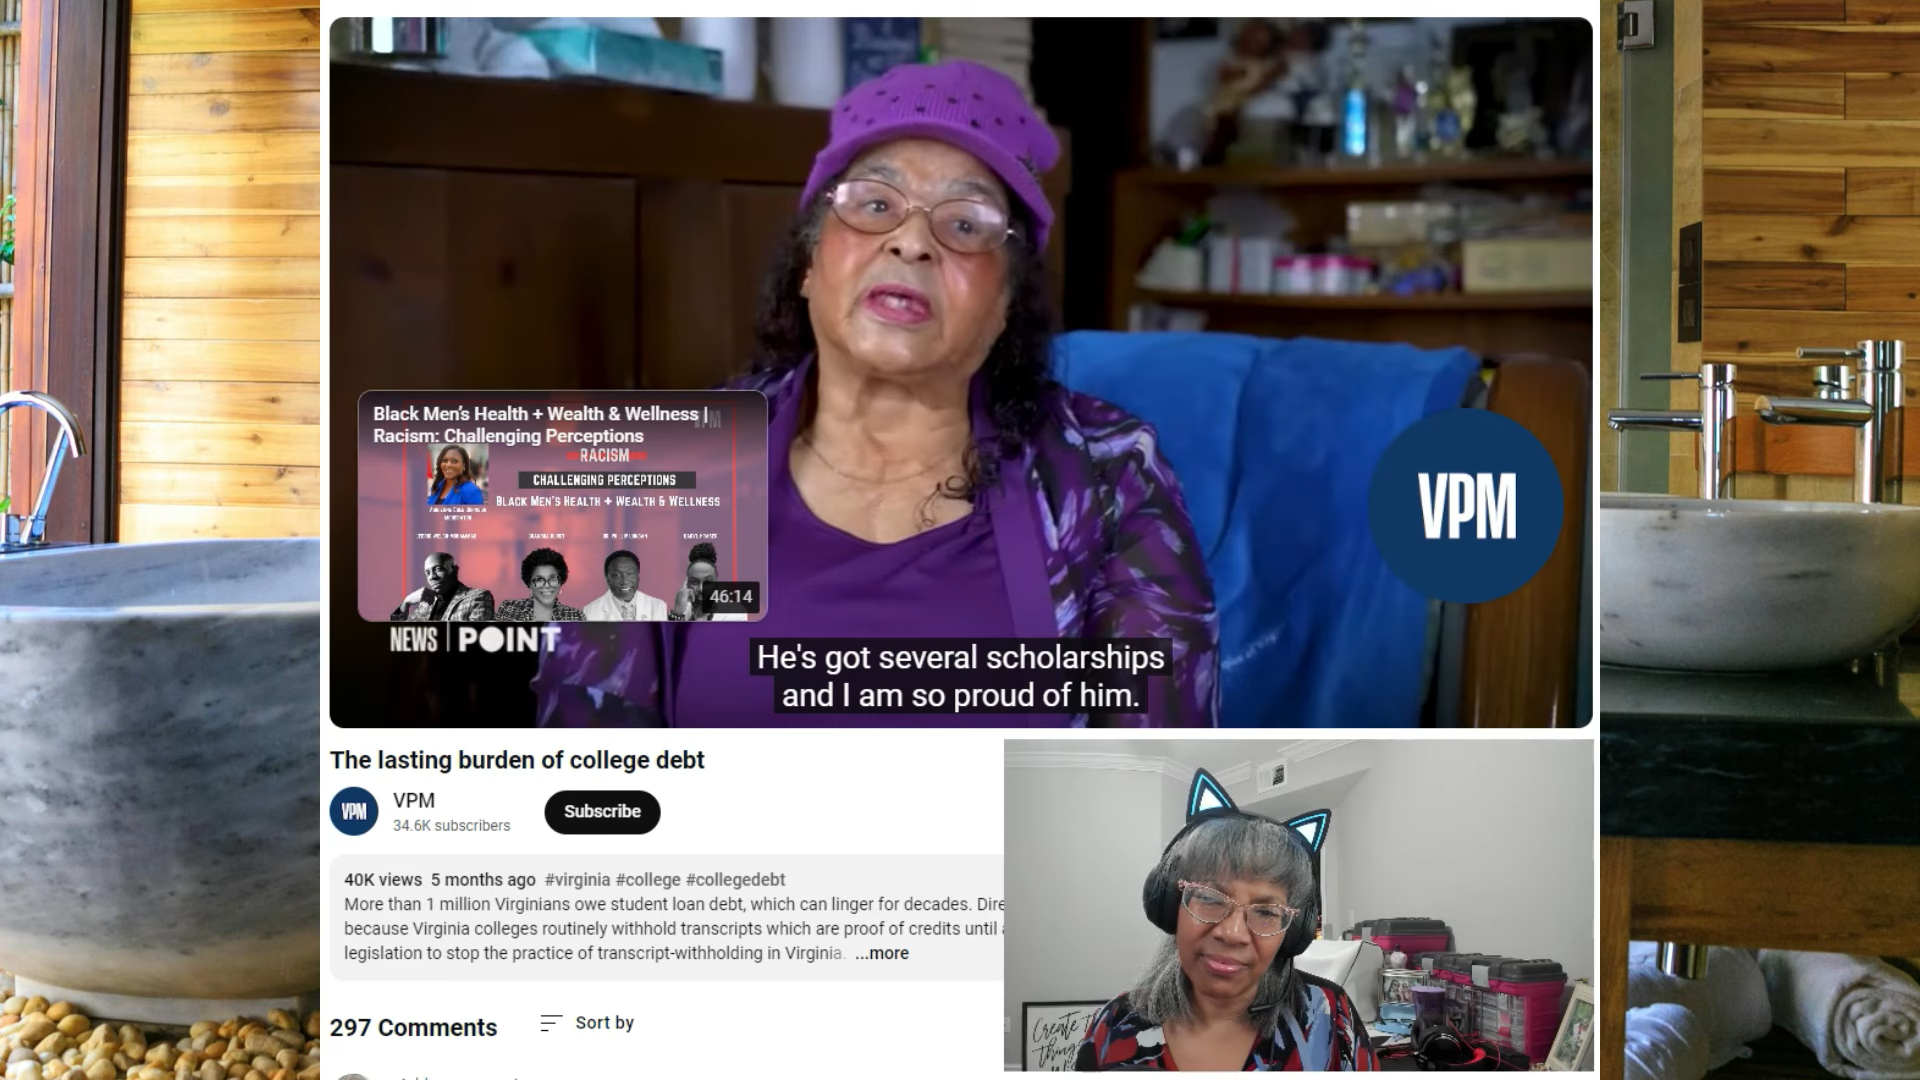 Black Men's Health + Wealth & Wellness |
Racism: Challenging Perceptions
RACISM
CHALLENGING PERCEPTIONS
BLACK MEN'S HEALTH + WEALTH & WELLNESS
46:14
VPM
NEWS | POINT
He's got several scholarships
and I am so proud of him.
The lasting burden of college debt
VPM
VPM
34.6K subscribers
Subscribe
40K views 5 months ago #virginia #college #collegedebt
More than 1 million Virginians owe student loan debt, which can linger for decades. Dire
because Virginia colleges routinely withhold transcripts which are proof of credits until
legislation to stop the practice of transcript-withholding in Virginia. ...more
297 Comments
Sort by
Create
things